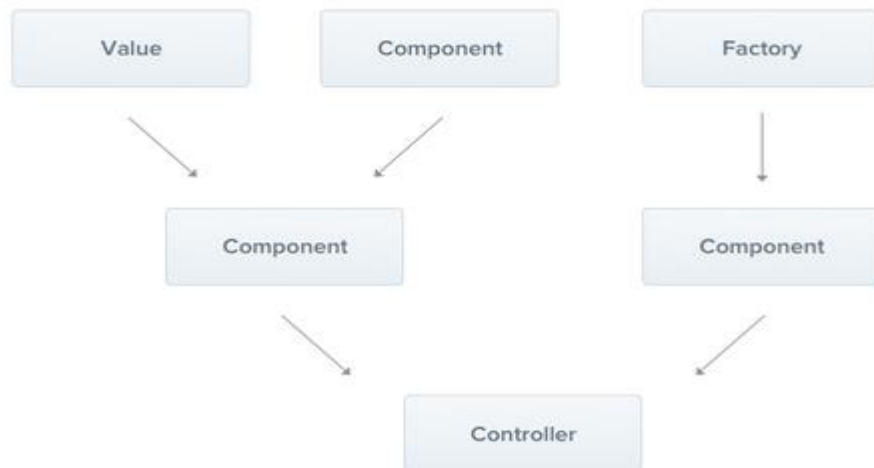 Value
Component
Factory
Component
Component
Controller